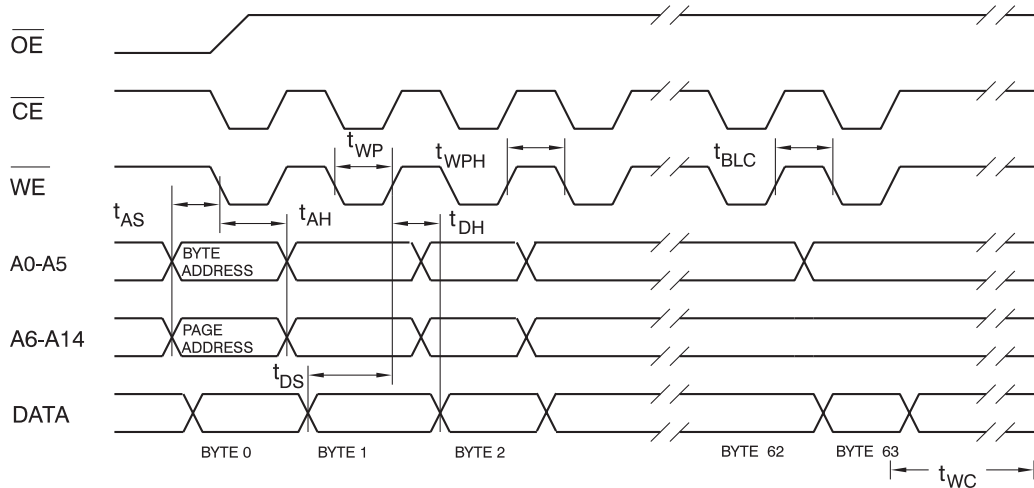 OE
CE
tWP
tWPH
tBLC
WE
tAS
tAH
tDH
A0-A5
BYTE
ADDRESS
A6-A14
PAGE
ADDRESS
tDS
DATA
BYTE 0
BYTE 1
BYTE 2
BYTE 62
BYTE 63
tWC